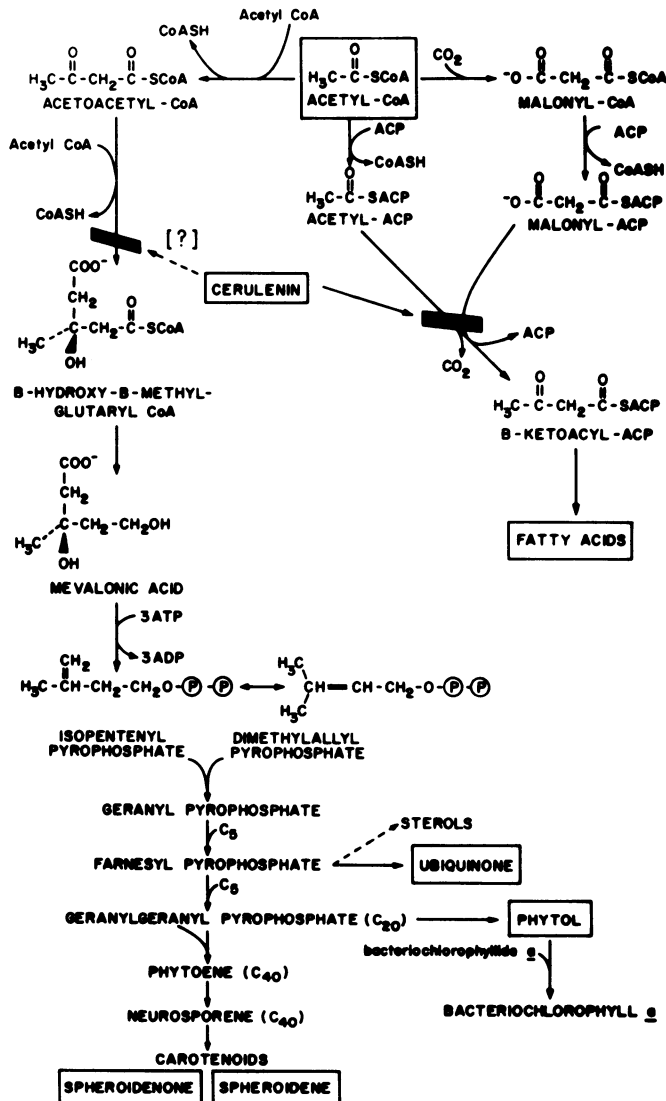 Acetyl CoA
CoASH
H3C-C-CH2-C-SCoA
O O
ACETOACETYL-CoA
O
H3C-C-SCoA
ACETYL-CoA
CO2
O O
-O-C-CH2-C-SCoA
MALONYL-CoA
ACP
CoASH
Acetyl CoA
CoASH
O
H3C-C-SACP
ACETYL-ACP
ACP
CoASH
O O
-O-C-CH2-C-SACP
MALONYL-ACP
[?]
CERULENIN
COO-
CH2
O
H3C C-CH2-C-SCoA
OH
B-HYDROXY-B-METHYL-
GLUTARYL CoA
ACP
CO2
O O
H3C-C-CH2-C-SACP
B-KETOACYL-ACP
FATTY ACIDS
COO-
CH2
H3C C-CH2-CH2OH
OH
MEVALONIC ACID
3ATP
3ADP
CH2
H3C-CH-CH2-CH2O-P-P
H3C
CH=CH-CH2-O-P-P
H3C
ISOPENTENYL
PYROPHOSPHATE
DIMETHYLALLYL
PYROPHOSPHATE
GERANYL PYROPHOSPHATE
C5
STEROLS
FARNESYL PYROPHOSPHATE
UBIQUINONE
C5
GERANYLGERANYL PYROPHOSPHATE (C20)
PHYTOL
bacteriochlorophyllide a
PHYTOENE (C40)
NEUROSPORENE (C40)
BACTERIOCHLOROPHYLL a
CAROTENOIDS
SPHEROIDENONE
SPHEROIDENE